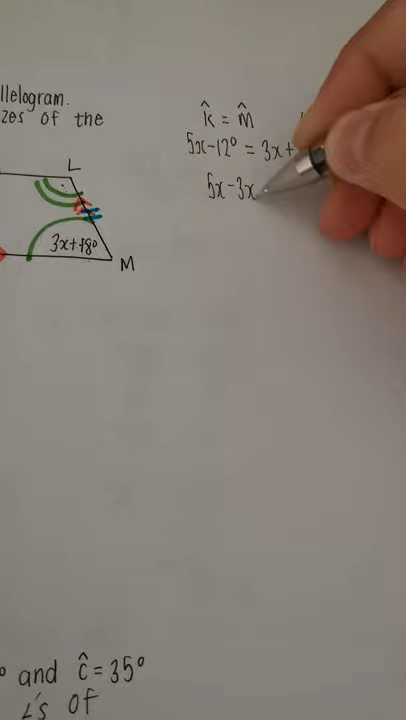 llelogram.
zes of the
L
3x+18°
M
K̂ = M̂
5x-12° = 3x+
5x-3x
° and Ĉ=35°
∠'s of